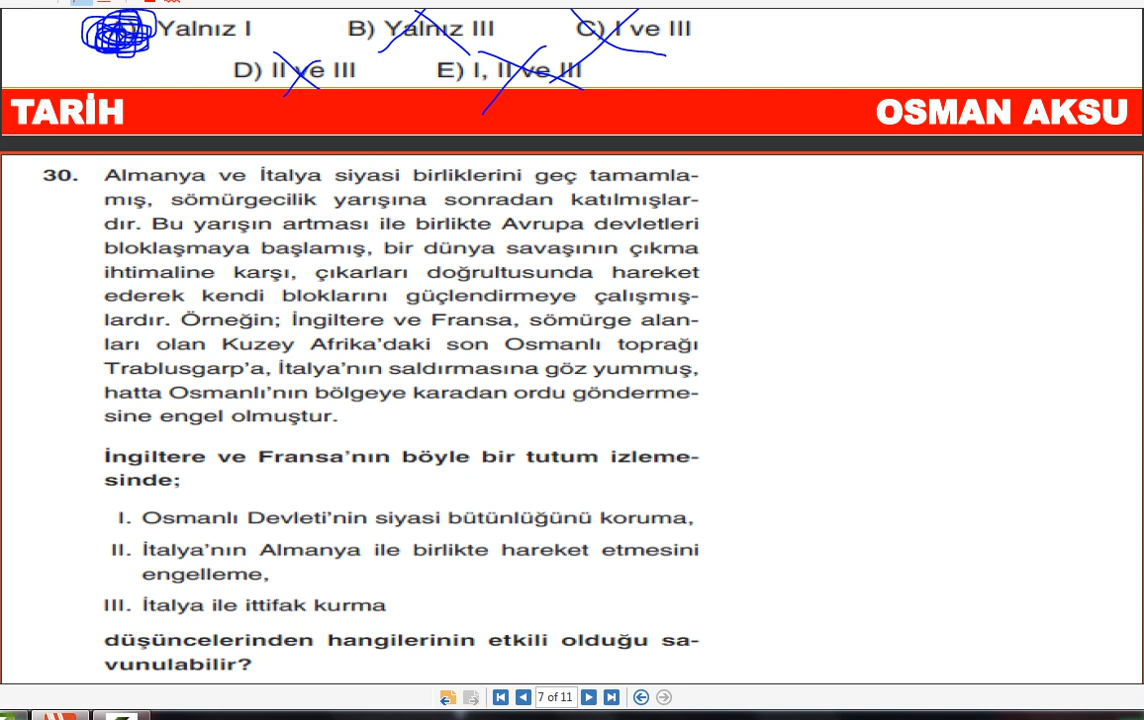 Yalnız I B) Yalnız III C) I ve III
D) II ve III E) I, II ve III
TARİH OSMAN AKSU
30. Almanya ve İtalya siyasi birliklerini geç tamamla-
mış, sömürgecilik yarışına sonradan katılmışlar-
dır. Bu yarışın artması ile birlikte Avrupa devletleri
bloklaşmaya başlamış, bir dünya savaşının çıkma
ihtimaline karşı, çıkarları doğrultusunda hareket
ederek kendi bloklarını güçlendirmeye çalışmış-
lardır. Örneğin; İngiltere ve Fransa, sömürge alan-
ları olan Kuzey Afrika'daki son Osmanlı toprağı
Trablusgarp'a, İtalya'nın saldırmasına göz yummuş,
hatta Osmanlı'nın bölgeye karadan ordu gönderme-
sine engel olmuştur.
İngiltere ve Fransa'nın böyle bir tutum izleme-
sinde;
I. Osmanlı Devleti'nin siyasi bütünlüğünü koruma,
II. İtalya'nın Almanya ile birlikte hareket etmesini
engelleme,
III. İtalya ile ittifak kurma
düşüncelerinden hangilerinin etkili olduğu sa-
vunulabilir?
7 of 11